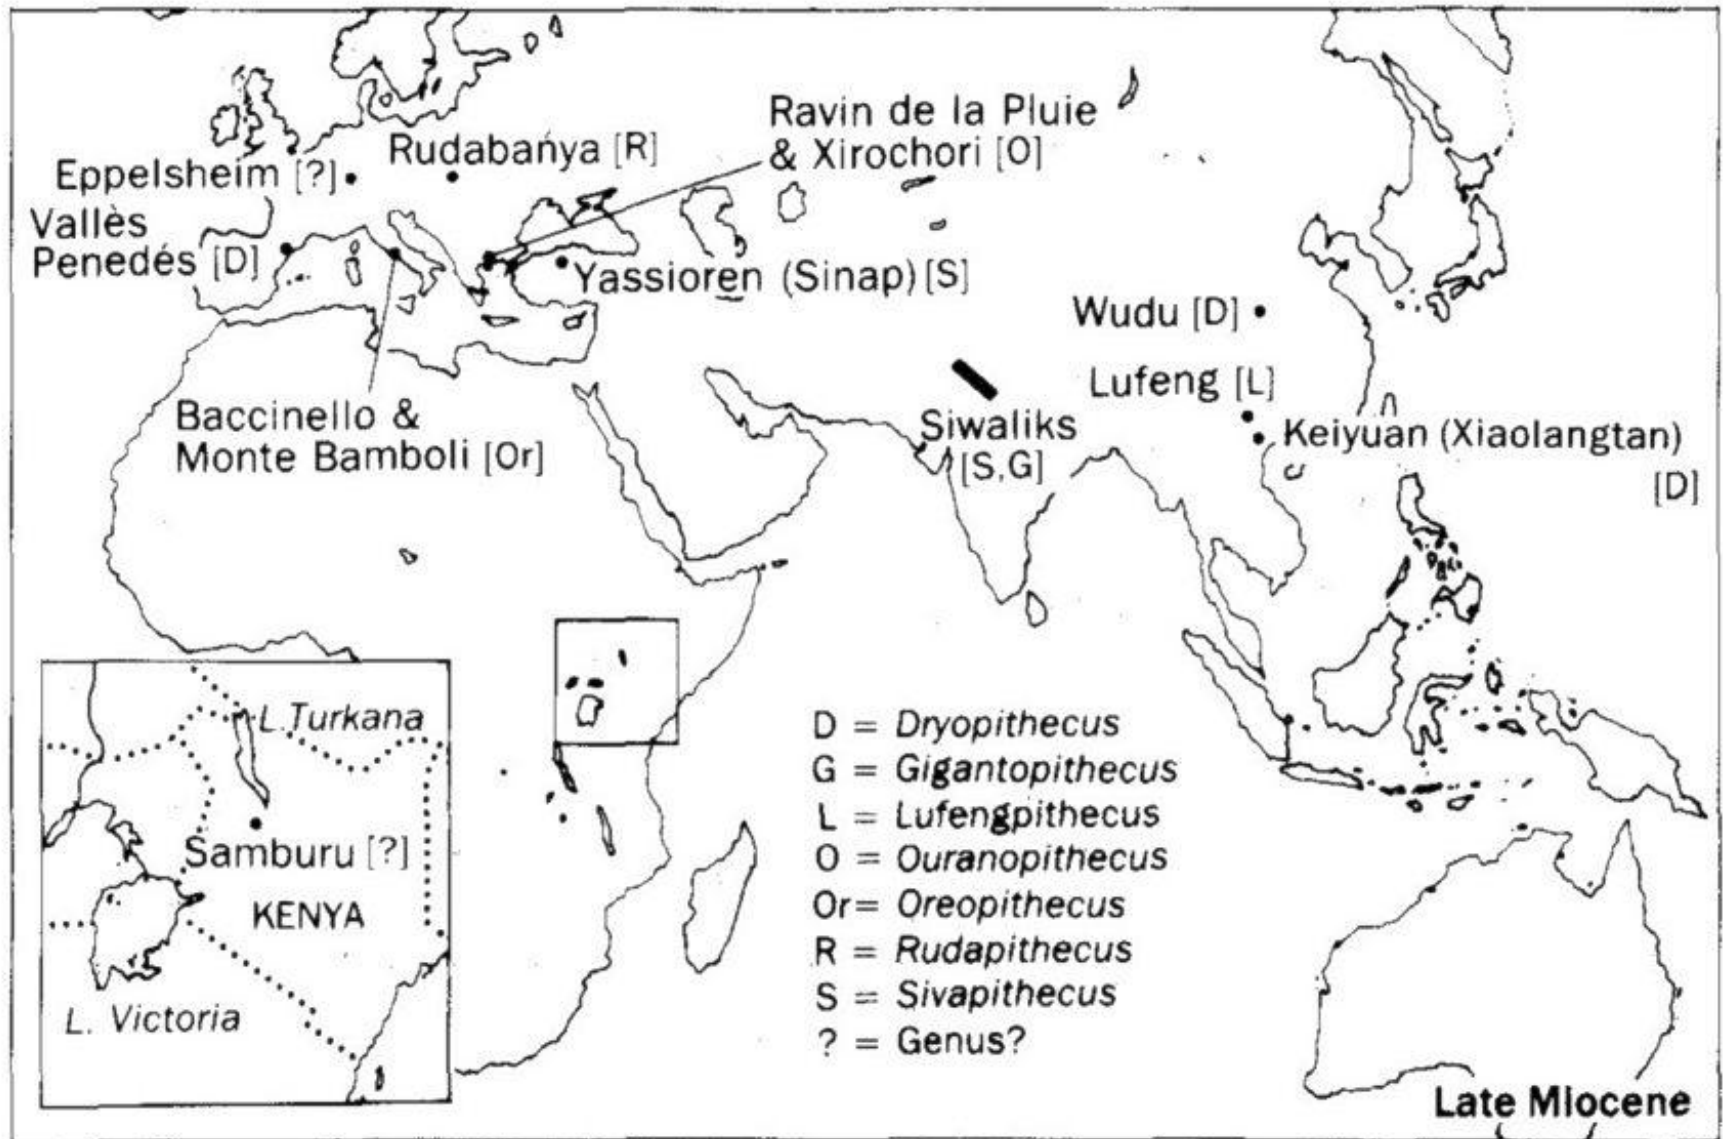 Ravin de la Pluie
& Xirochori [O]
Rudabańya [R]
Eppelsheim [?]
Vallès
Penedés [D]
Yassioren (Sinap) [S]
Wudu [D]
Lufeng [L]
Baccinello &
Monte Bamboli [Or]
Siwaliks
[S,G]
Keiyuan (Xiaolangtan)
[D]
L. Turkana
Samburu [?]
KENYA
L. Victoria
D = Dryopithecus
G = Gigantopithecus
L = Lufengpithecus
O = Ouranopithecus
Or= Oreopithecus
R = Rudapithecus
S = Sivapithecus
? = Genus?
Late Miocene